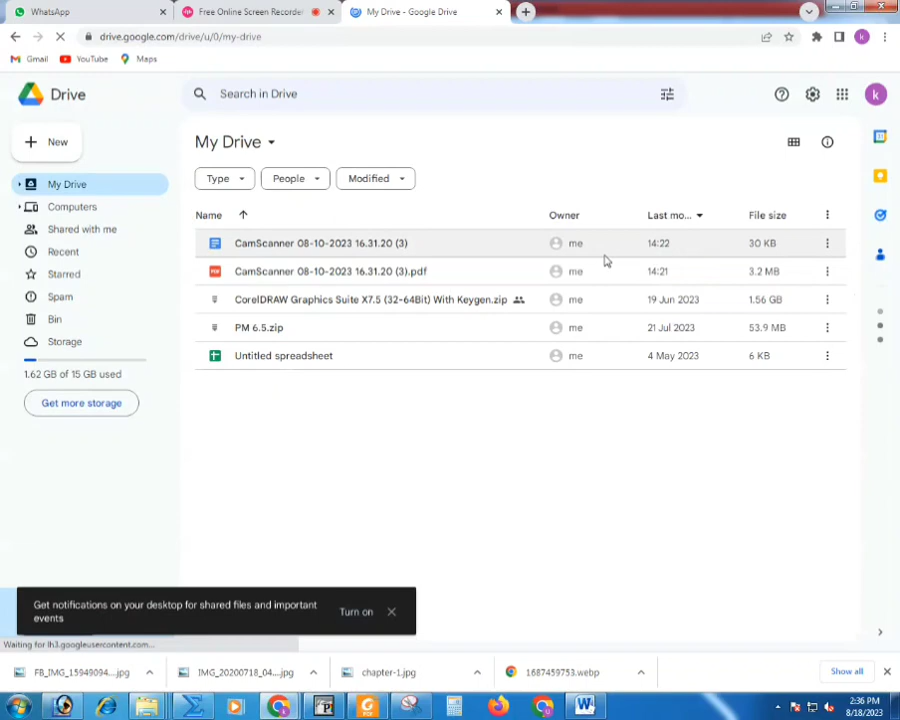 WhatsApp
Free Online Screen Recorder
My Drive - Google Drive
drive.google.com/drive/u/0/my-drive
k
Gmail
YouTube
Maps
Drive
Search in Drive
k
New
My Drive
Type
People
Modified
My Drive
Computers
Shared with me
Recent
Starred
Spam
Bin
Storage
1.62 GB of 15 GB used
Get more storage
Name
Owner
Last mo...
File size
CamScanner 08-10-2023 16.31.20 (3)
me
14:22
30 KB
CamScanner 08-10-2023 16.31.20 (3).pdf
me
14:21
3.2 MB
CorelDRAW Graphics Suite X7.5 (32-64Bit) With Keygen.zip
me
19 Jun 2023
1.56 GB
PM 6.5.zip
me
21 Jul 2023
53.9 MB
Untitled spreadsheet
me
4 May 2023
6 KB
Get notifications on your desktop for shared files and important
events
Turn on
Waiting for lh3.googleusercontent.com...
FB_IMG_15949094....jpg
IMG_20200718_04....jpg
chapter-1.jpg
1687459753.webp
Show all
2:36 PM
8/18/2023